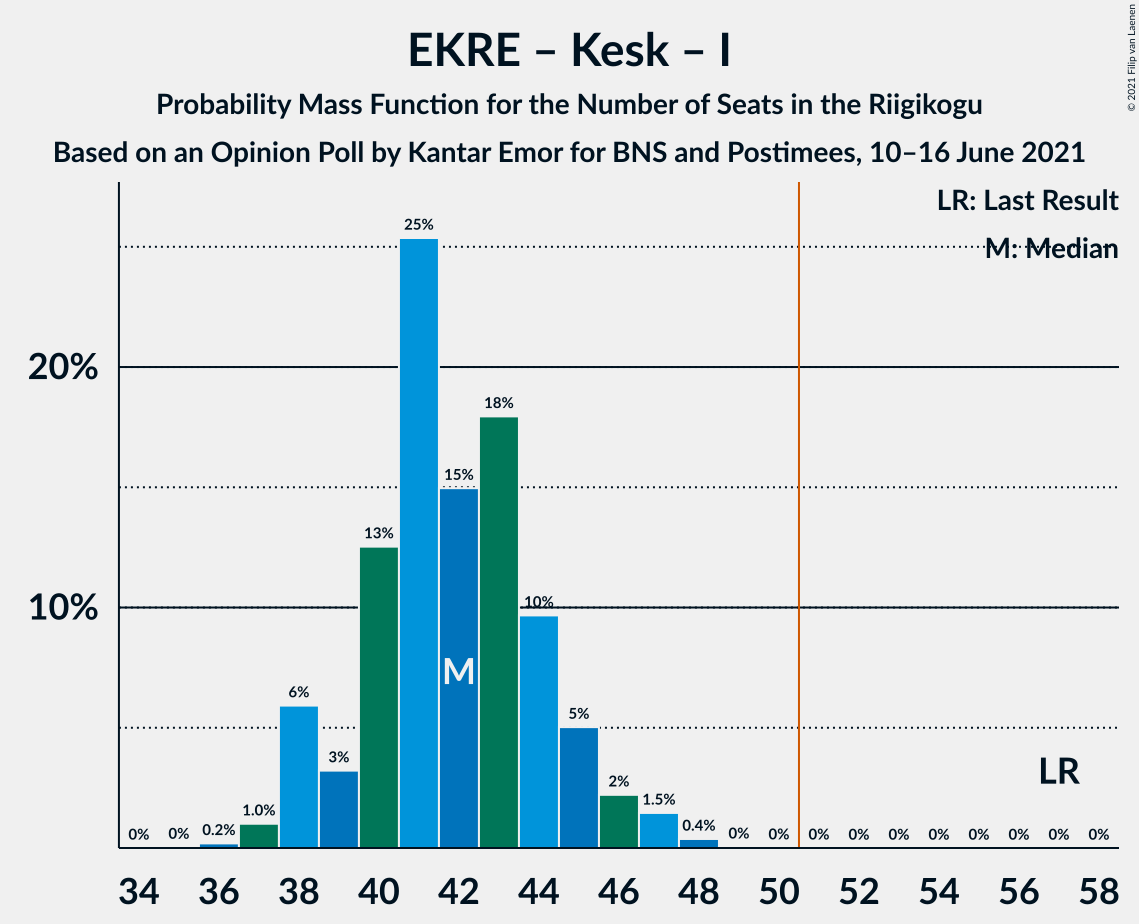 EKRE – Kesk – I
Probability Mass Function for the Number of Seats in the Riigikogu
Based on an Opinion Poll by Kantar Emor for BNS and Postimees, 10–16 June 2021
© 2021 Filip van Laenen
LR: Last Result
M: Median
20%
10%
0% 0% 0.2% 1.0% 6% 3% 13% 25% 15% 18% 10% 5% 2% 1.5% 0.4% 0% 0% 0% 0% 0% 0% 0% 0% 0% 0%
M
LR
34 36 38 40 42 44 46 48 50 52 54 56 58